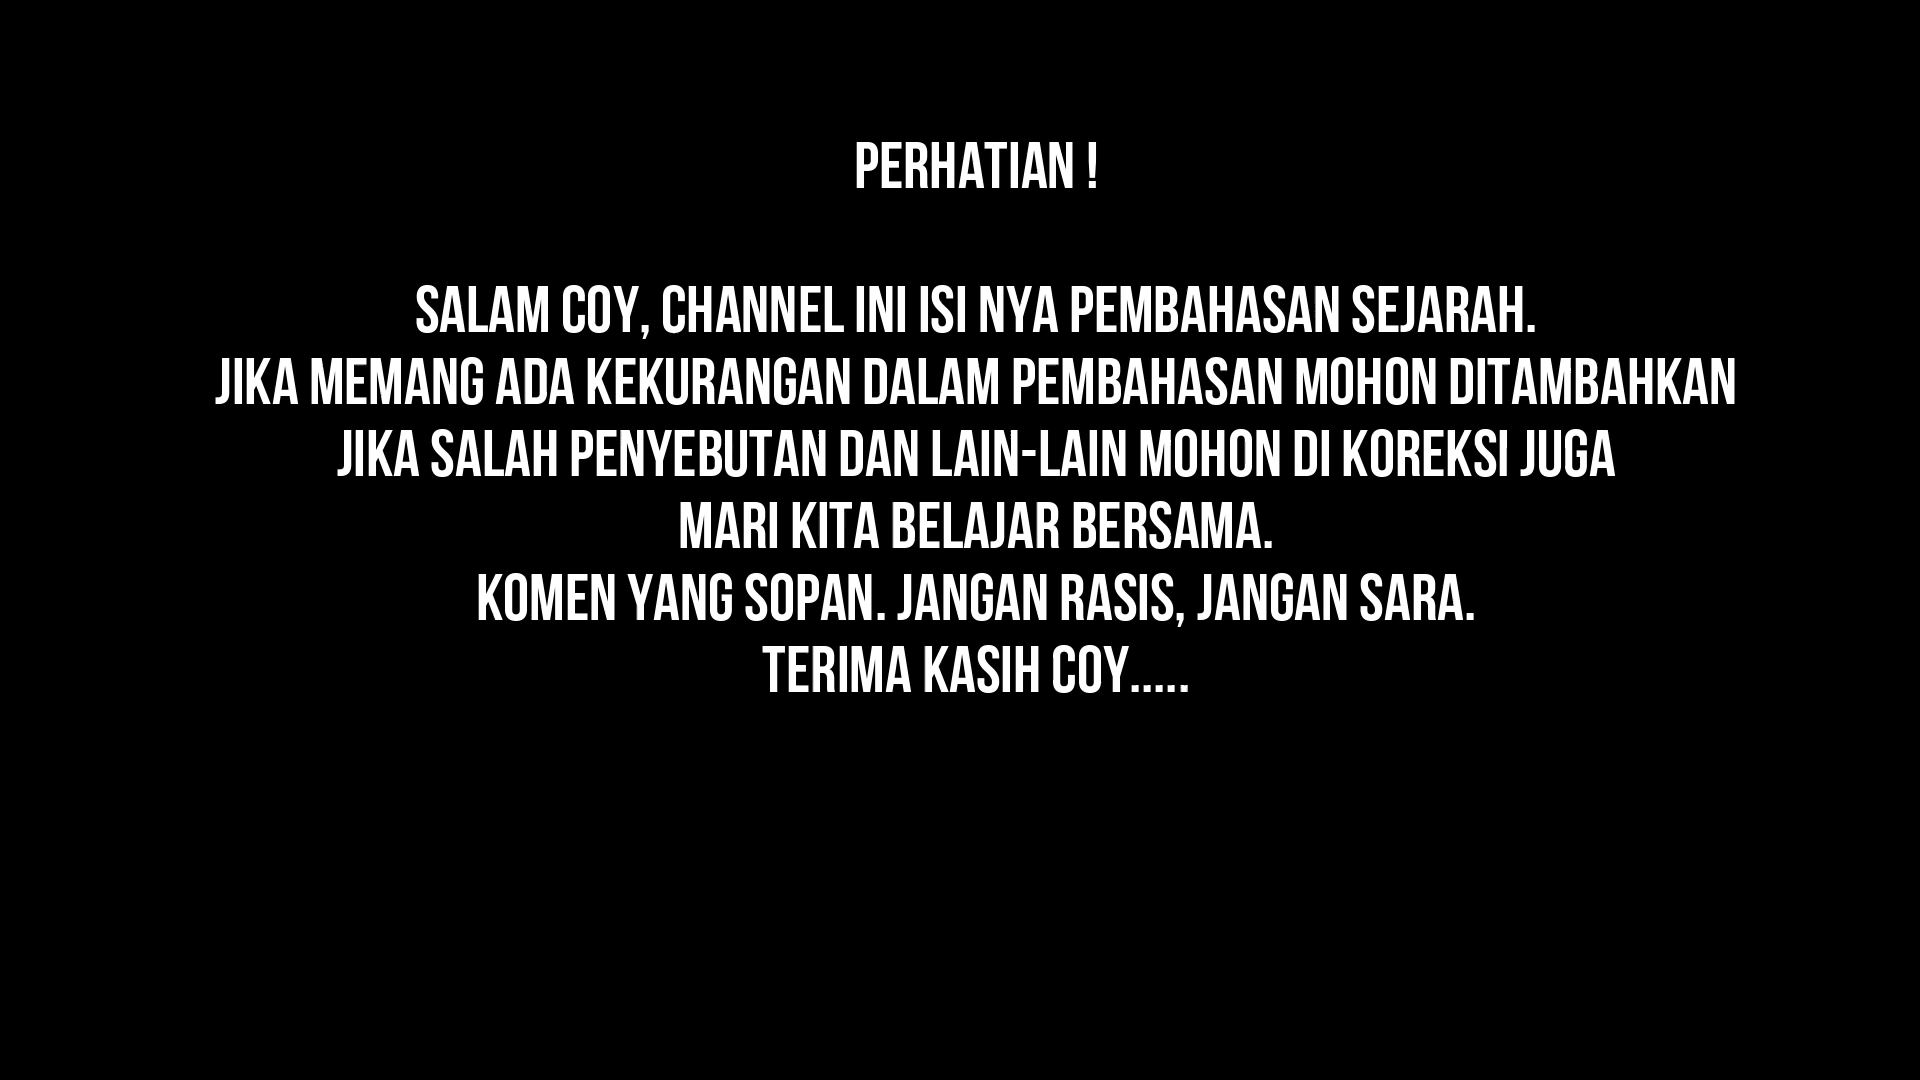 PERHATIAN !
SALAM COY, CHANNEL INI ISI NYA PEMBAHASAN SEJARAH.
JIKA MEMANG ADA KEKURANGAN DALAM PEMBAHASAN MOHON DITAMBAHKAN
JIKA SALAH PENYEBUTAN DAN LAIN-LAIN MOHON DI KOREKSI JUGA
MARI KITA BELAJAR BERSAMA.
KOMEN YANG SOPAN. JANGAN RASIS, JANGAN SARA.
TERIMA KASIH COY.....